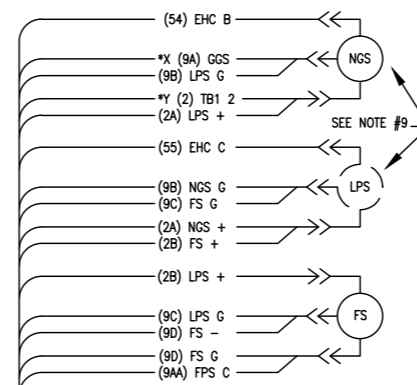 (54) EHC B
*X (9A) GGS
(9B) LPS G
NGS
*Y (2) TB1 2
(2A) LPS +
SEE NOTE #9
(55) EHC C
(9B) NGS G
(9C) FS G
LPS
(2A) NGS +
(2B) FS +
(2B) LPS +
(9C) LPS G
(9D) FS -
FS
(9D) FS G
(9AA) FPS C